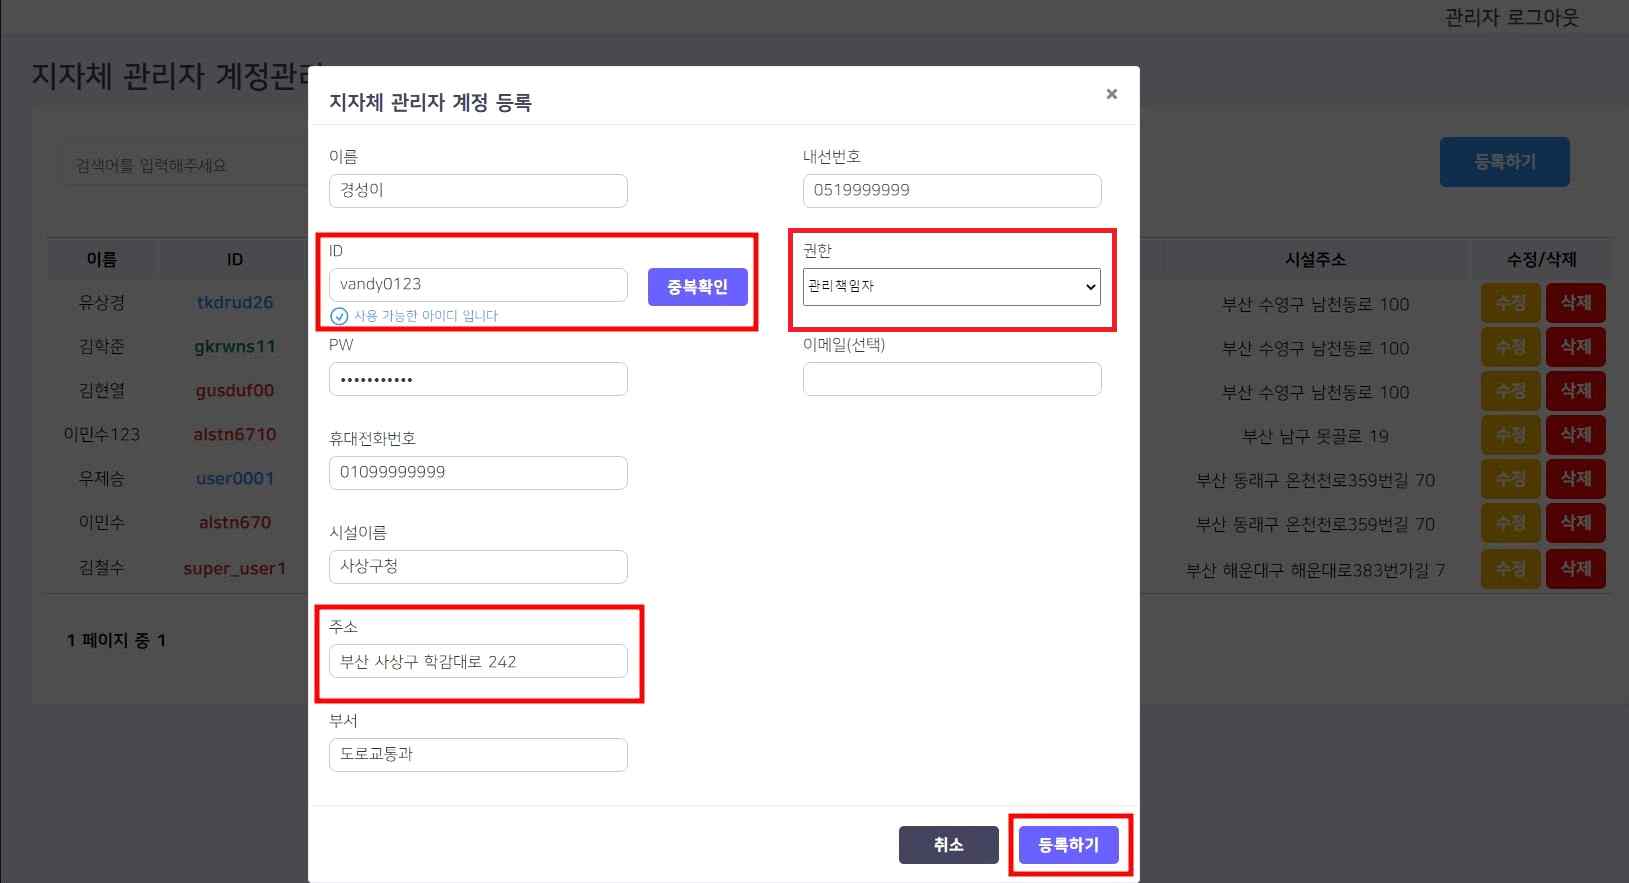 관리자 로그아웃
지자체 관리자 계정관리
검색어를 입력해주세요
등록하기
이름 ID 시설주소 수정/삭제
유상경 tkdrud26 부산 수영구 남천동로 100 수정 삭제
김학준 gkrwns11 부산 수영구 남천동로 100 수정 삭제
김현열 gusduf00 부산 수영구 남천동로 100 수정 삭제
이민수123 alstn6710 부산 남구 못골로 19 수정 삭제
우제승 user0001 부산 동래구 온천천로359번길 70 수정 삭제
이민수 alstn670 부산 동래구 온천천로359번길 70 수정 삭제
김철수 super_user1 부산 해운대구 해운대로383번가길 7 수정 삭제
1 페이지 중 1
지자체 관리자 계정 등록 ×
이름
경성이
내선번호
0519999999
ID
vandy0123
중복확인
사용 가능한 아이디 입니다
권한
관리책임자
PW
•••••••••••
이메일(선택)
휴대전화번호
01099999999
시설이름
사상구청
주소
부산 사상구 학감대로 242
부서
도로교통과
취소 등록하기